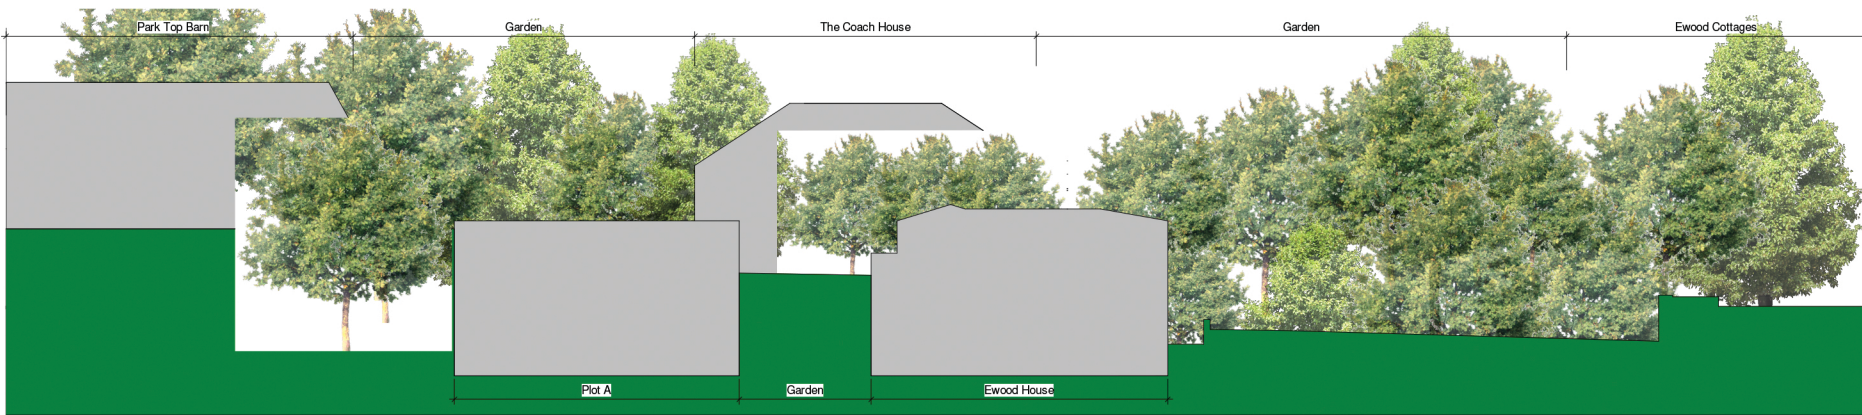 Park Top Barn
Garden
The Coach House
Garden
Ewood Cottages
Plot A
Garden
Ewood House